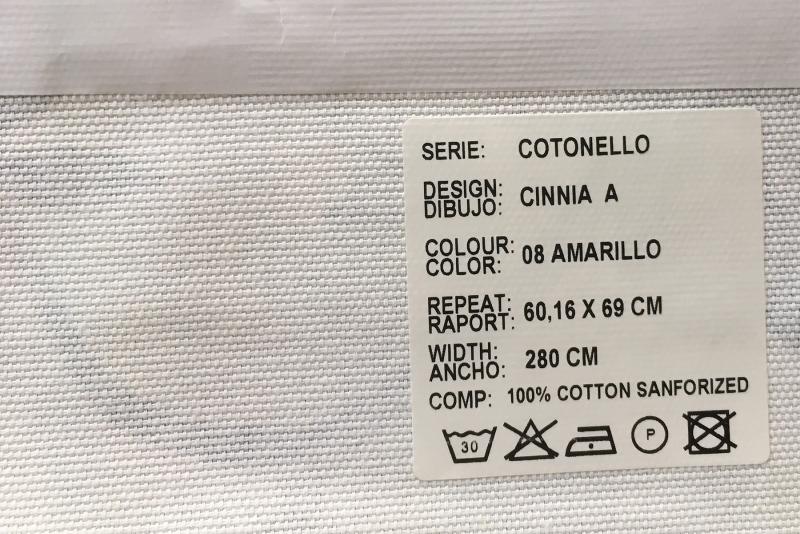 SERIE: COTONELLO
DESIGN:
DIBUJO: CINNIA A
COLOUR:
COLOR: 08 AMARILLO
REPEAT:
RAPORT: 60,16 X 69 CM
WIDTH:
ANCHO: 280 CM
COMP: 100% COTTON SANFORIZED
30 P